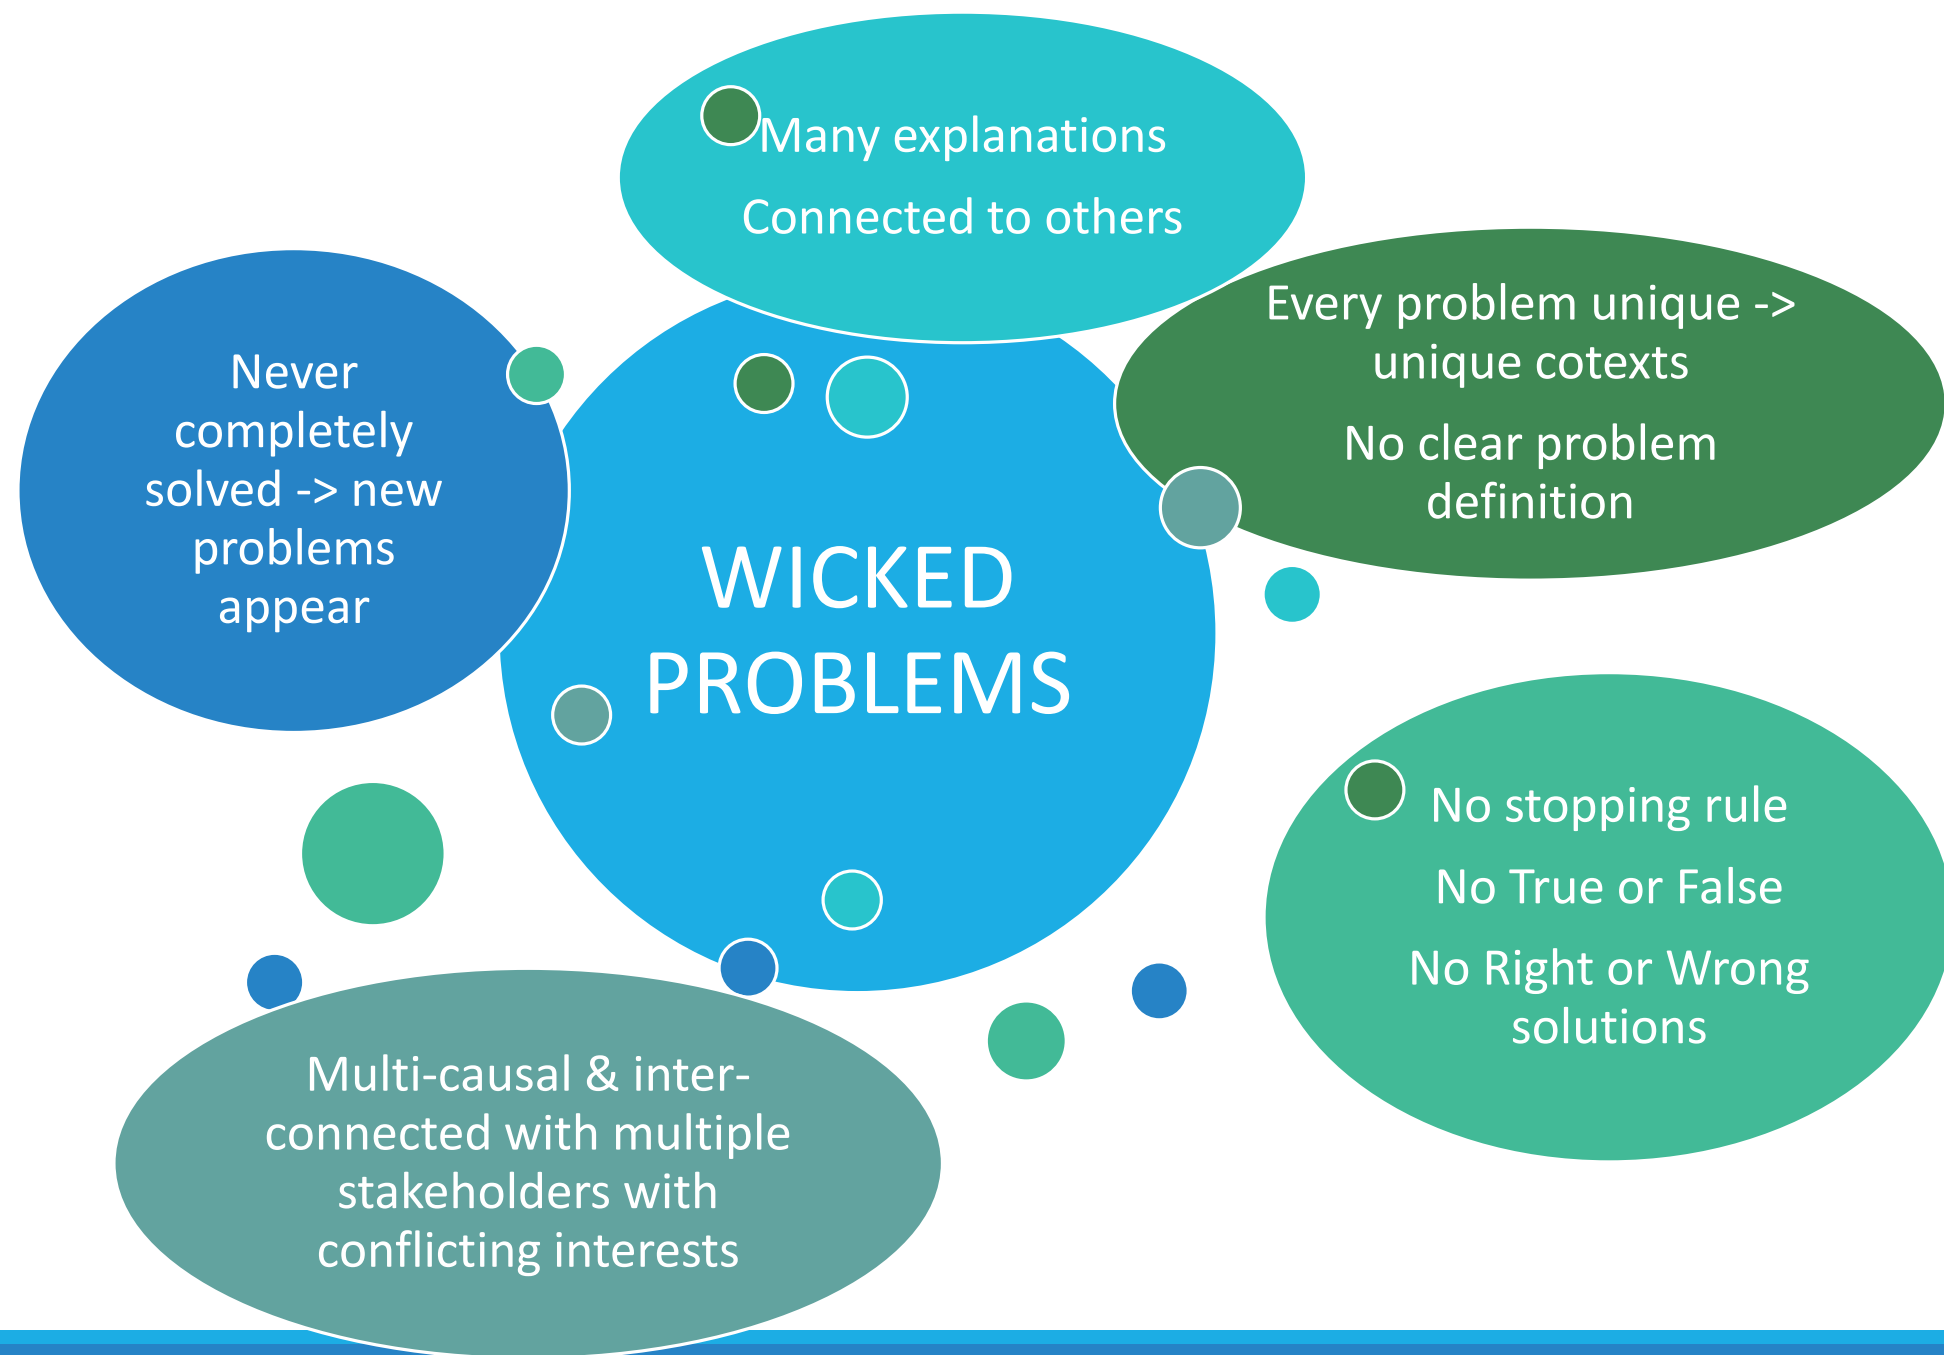 Many explanations
Connected to others
Every problem unique ->
unique cotexts
No clear problem
definition
Never
completely
solved -> new
problems
appear
WICKED
PROBLEMS
No stopping rule
No True or False
No Right or Wrong
solutions
Multi-causal & inter-
connected with multiple
stakeholders with
conflicting interests